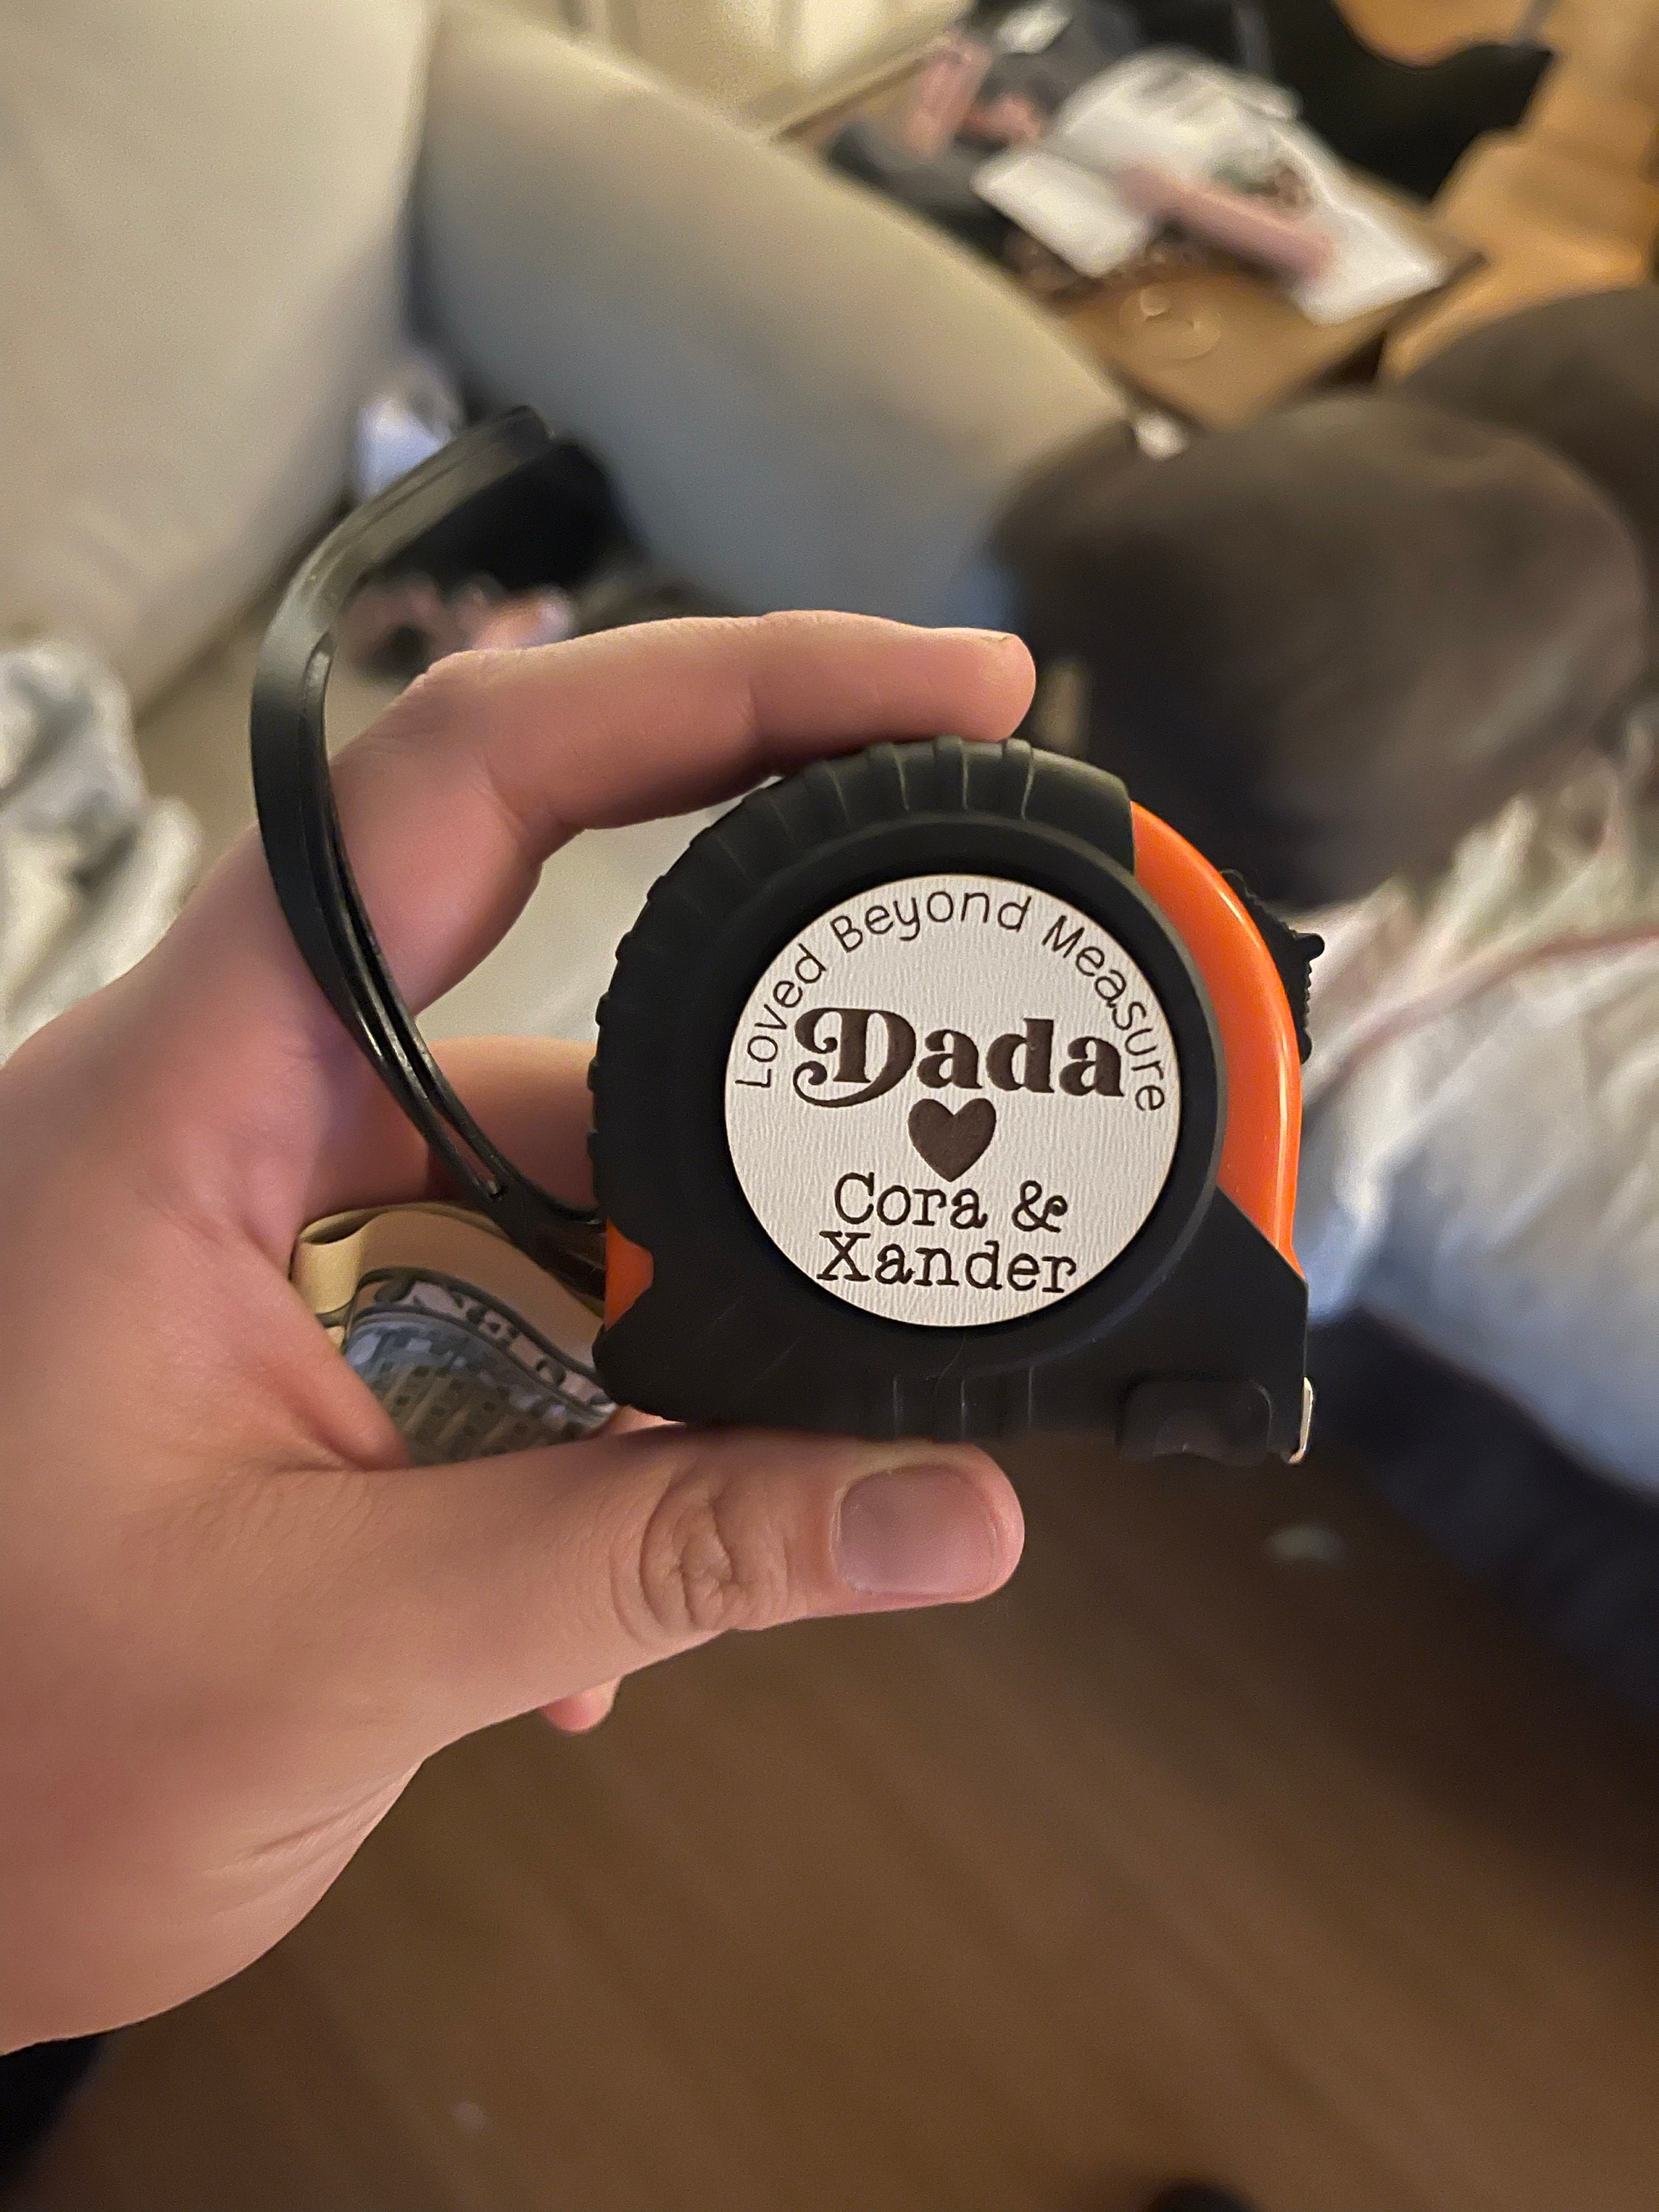 Loved Beyond Measure
Dada
Cora &
Xander